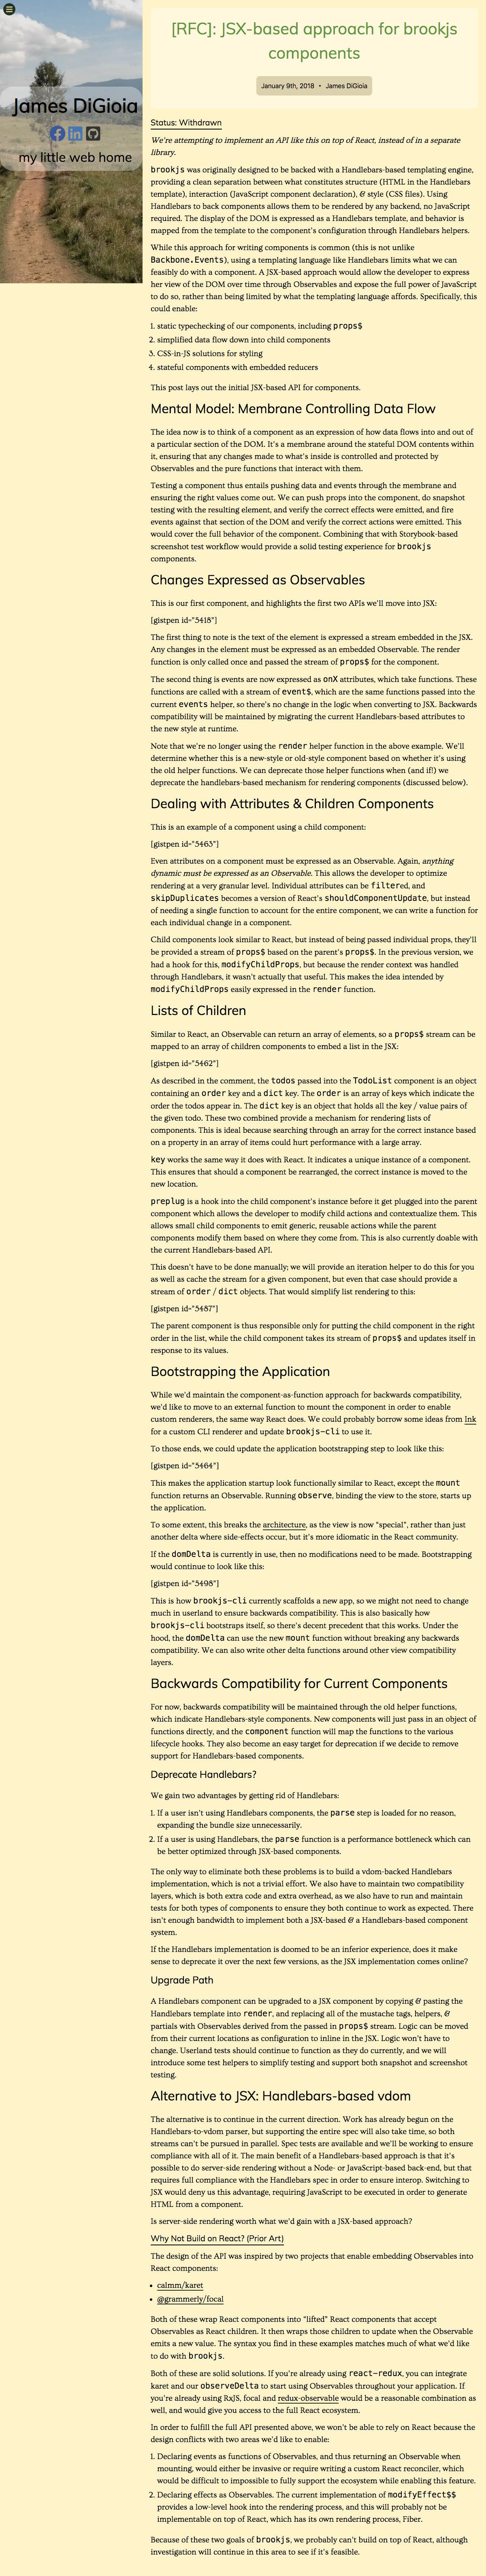 James DiGioia
my little web home
[RFC]: JSX-based approach for brookjs
components
January 9th, 2018 • James DiGioia
Status: Withdrawn
We're attempting to implement an API like this on top of React, instead of in a separate
library.
brookjs was originally designed to be backed with a Handlebars-based templating engine,
providing a clean separation between what constitutes structure (HTML in the Handlebars
template), interaction (JavaScript component declaration), & style (CSS files). Using
Handlebars to back components allows them to be rendered by any backend, no JavaScript
required. The display of the DOM is expressed as a Handlebars template, and behavior is
mapped from the template to the component's configuration through Handlebars helpers.
While this approach for writing components is common (this is not unlike
Backbone.Events), using a templating language like Handlebars limits what we can
feasibly do with a component. A JSX-based approach would allow the developer to express
her view of the DOM over time through Observables and expose the full power of JavaScript
to do so, rather than being limited by what the templating language affords. Specifically, this
could enable:
1. static typechecking of our components, including props$
2. simplified data flow down into child components
3. CSS-in-JS solutions for styling
4. stateful components with embedded reducers
This post lays out the initial JSX-based API for components.
Mental Model: Membrane Controlling Data Flow
The idea now is to think of a component as an expression of how data flows into and out of
a particular section of the DOM. It's a membrane around the stateful DOM contents within
it, ensuring that any changes made to what's inside is controlled and protected by
Observables and the pure functions that interact with them.
Testing a component thus entails pushing data and events through the membrane and
ensuring the right values come out. We can push props into the component, do snapshot
testing with the resulting element, and verify the correct effects were emitted, and fire
events against that section of the DOM and verify the correct actions were emitted. This
would cover the full behavior of the component. Combining that with Storybook-based
screenshot test workflow would provide a solid testing experience for brookjs
components.
Changes Expressed as Observables
This is our first component, and highlights the first two APIs we'll move into JSX:
[gistpen id="5418"]
The first thing to note is the text of the element is expressed a stream embedded in the JSX.
Any changes in the element must be expressed as an embedded Observable. The render
function is only called once and passed the stream of props$ for the component.
The second thing is events are now expressed as onX attributes, which take functions. These
functions are called with a stream of event$, which are the same functions passed into the
current events helper, so there's no change in the logic when converting to JSX. Backwards
compatibility will be maintained by migrating the current Handlebars-based attributes to
the new style at runtime.
Note that we're no longer using the render helper function in the above example. We'll
determine whether this is a new-style or old-style component based on whether it's using
the old helper functions. We can deprecate those helper functions when (and if!) we
deprecate the handlebars-based mechanism for rendering components (discussed below).
Dealing with Attributes & Children Components
This is an example of a component using a child component:
[gistpen id="5463"]
Even attributes on a component must be expressed as an Observable. Again, anything
dynamic must be expressed as an Observable. This allows the developer to optimize
rendering at a very granular level. Individual attributes can be filtered, and
skipDuplicates becomes a version of React's shouldComponentUpdate, but instead
of needing a single function to account for the entire component, we can write a function for
each individual change in a component.
Child components look similar to React, but instead of being passed individual props, they'll
be provided a stream of props$ based on the parent's props$. In the previous version, we
had a hook for this, modifyChildProps, but because the render context was handled
through Handlebars, it wasn't actually that useful. This makes the idea intended by
modifyChildProps easily expressed in the render function.
Lists of Children
Similar to React, an Observable can return an array of elements, so a props$ stream can be
mapped to an array of children components to embed a list in the JSX:
[gistpen id="5462"]
As described in the comment, the todos passed into the TodoList component is an object
containing an order key and a dict key. The order is an array of keys which indicate the
order the todos appear in. The dict key is an object that holds all the key / value pairs of
the given todo. These two combined provide a mechanism for rendering lists of
components. This is ideal because searching through an array for the correct instance based
on a property in an array of items could hurt performance with a large array.
key works the same way it does with React. It indicates a unique instance of a component.
This ensures that should a component be rearranged, the correct instance is moved to the
new location.
preplug is a hook into the child component's instance before it get plugged into the parent
component which allows the developer to modify child actions and contextualize them. This
allows small child components to emit generic, reusable actions while the parent
components modify them based on where they come from. This is also currently doable with
the current Handlebars-based API.
This doesn't have to be done manually; we will provide an iteration helper to do this for you
as well as cache the stream for a given component, but even that case should provide a
stream of order / dict objects. That would simplify list rendering to this:
[gistpen id="5487"]
The parent component is thus responsible only for putting the child component in the right
order in the list, while the child component takes its stream of props$ and updates itself in
response to its values.
Bootstrapping the Application
While we'd maintain the component-as-function approach for backwards compatibility,
we'd like to move to an external function to mount the component in order to enable
custom renderers, the same way React does. We could probably borrow some ideas from Ink
for a custom CLI renderer and update brookjs-cli to use it.
To those ends, we could update the application bootstrapping step to look like this:
[gistpen id="5464"]
This makes the application startup look functionally similar to React, except the mount
function returns an Observable. Running observe, binding the view to the store, starts up
the application.
To some extent, this breaks the architecture, as the view is now "special", rather than just
another delta where side-effects occur, but it's more idiomatic in the React community.
If the domDelta is currently in use, then no modifications need to be made. Bootstrapping
would continue to look like this:
[gistpen id="5498"]
This is how brookjs-cli currently scaffolds a new app, so we might not need to change
much in userland to ensure backwards compatibility. This is also basically how
brookjs-cli bootstraps itself, so there's decent precedent that this works. Under the
hood, the domDelta can use the new mount function without breaking any backwards
compatibility. We can also write other delta functions around other view compatibility
layers.
Backwards Compatibility for Current Components
For now, backwards compatibility will be maintained through the old helper functions,
which indicate Handlebars-style components. New components will just pass in an object of
functions directly, and the component function will map the functions to the various
lifecycle hooks. They also become an easy target for deprecation if we decide to remove
support for Handlebars-based components.
Deprecate Handlebars?
We gain two advantages by getting rid of Handlebars:
1. If a user isn't using Handlebars components, the parse step is loaded for no reason,
expanding the bundle size unnecessarily.
2. If a user is using Handlebars, the parse function is a performance bottleneck which can
be better optimized through JSX-based components.
The only way to eliminate both these problems is to build a vdom-backed Handlebars
implementation, which is not a trivial effort. We also have to maintain two compatibility
layers, which is both extra code and extra overhead, as we also have to run and maintain
tests for both types of components to ensure they both continue to work as expected. There
isn't enough bandwidth to implement both a JSX-based & a Handlebars-based component
system.
If the Handlebars implementation is doomed to be an inferior experience, does it make
sense to deprecate it over the next few versions, as the JSX implementation comes online?
Upgrade Path
A Handlebars component can be upgraded to a JSX component by copying & pasting the
Handlebars template into render, and replacing all of the mustache tags, helpers, &
partials with Observables derived from the passed in props$ stream. Logic can be moved
from their current locations as configuration to inline in the JSX. Logic won't have to
change. Userland tests should continue to function as they do currently, and we will
introduce some test helpers to simplify testing and support both snapshot and screenshot
testing.
Alternative to JSX: Handlebars-based vdom
The alternative is to continue in the current direction. Work has already begun on the
Handlebars-to-vdom parser, but supporting the entire spec will also take time, so both
streams can't be pursued in parallel. Spec tests are available and we'll be working to ensure
compliance with all of it. The main benefit of a Handlebars-based approach is that it's
possible to do server-side rendering without a Node- or JavaScript-based back-end, but that
requires full compliance with the Handlebars spec in order to ensure interop. Switching to
JSX would deny us this advantage, requiring JavaScript to be executed in order to generate
HTML from a component.
Is server-side rendering worth what we'd gain with a JSX-based approach?
Why Not Build on React? (Prior Art)
The design of the API was inspired by two projects that enable embedding Observables into
React components:
• calmm/karet
• @grammerly/focal
Both of these wrap React components into "lifted" React components that accept
Observables as React children. It then wraps those children to update when the Observable
emits a new value. The syntax you find in these examples matches much of what we'd like
to do with brookjs.
Both of these are solid solutions. If you're already using react-redux, you can integrate
karet and our observeDelta to start using Observables throughout your application. If
you're already using RxJS, focal and redux-observable would be a reasonable combination as
well, and would give you access to the full React ecosystem.
In order to fulfill the full API presented above, we won't be able to rely on React because the
design conflicts with two areas we'd like to enable:
1. Declaring events as functions of Observables, and thus returning an Observable when
mounting, would either be invasive or require writing a custom React reconciler, which
would be difficult to impossible to fully support the ecosystem while enabling this feature.
2. Declaring effects as Observables. The current implementation of modifyEffect$$
provides a low-level hook into the rendering process, and this will probably not be
implementable on top of React, which has its own rendering process, Fiber.
Because of these two goals of brookjs, we probably can't build on top of React, although
investigation will continue in this area to see if it's feasible.